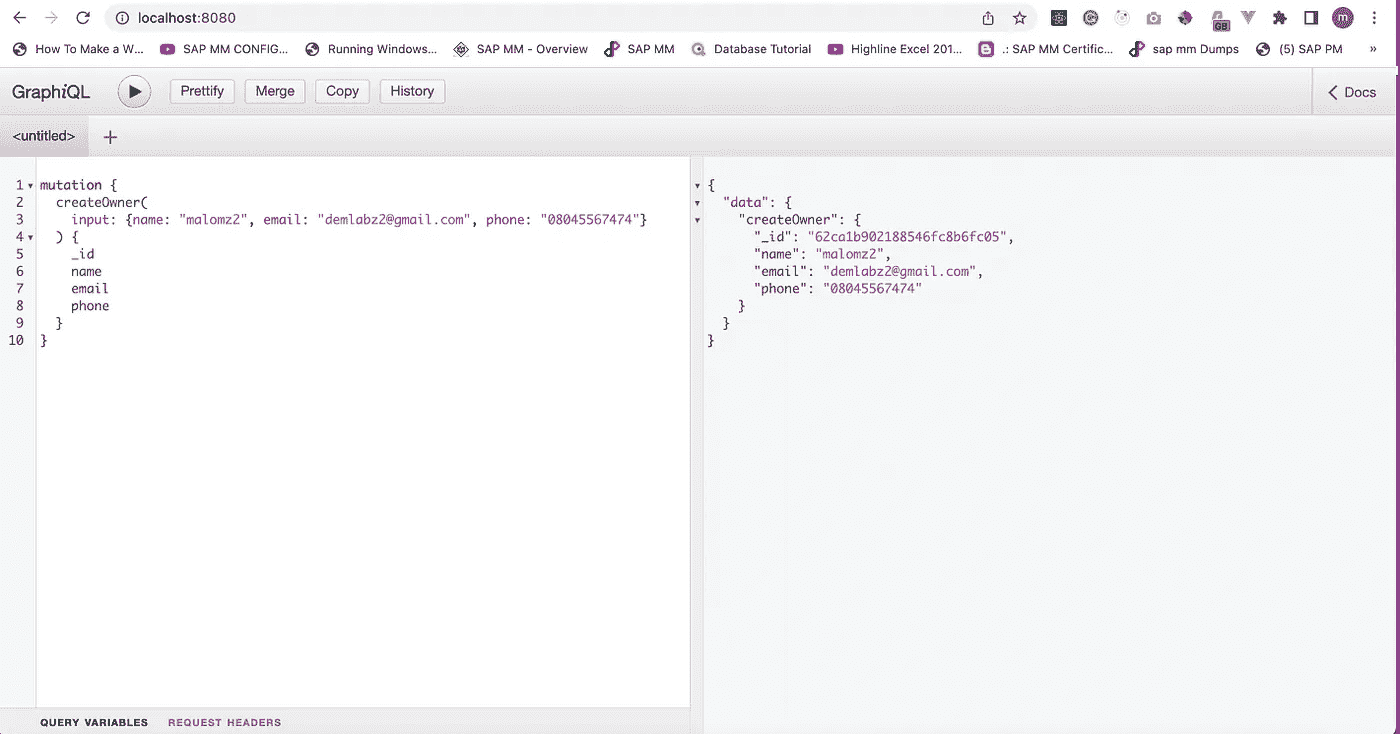 localhost:8080
GB
m
How To Make a W... SAP MM CONFIG... Running Windows... SAP MM - Overview SAP MM Database Tutorial Highline Excel 201... .: SAP MM Certific... sap mm Dumps (5) SAP PM »
GraphiQL Prettify Merge Copy History Docs
<untitled> +
1 mutation {
2 createOwner(
3 input: {name: "malomz2", email: "demlabz2@gmail.com", phone: "08045567474"}
4 ) {
5 _id
6 name
7 email
8 phone
9 }
10 }
{
"data": {
"createOwner": {
"_id": "62ca1b902188546fc8b6fc05",
"name": "malomz2",
"email": "demlabz2@gmail.com",
"phone": "08045567474"
}
}
}
QUERY VARIABLES REQUEST HEADERS